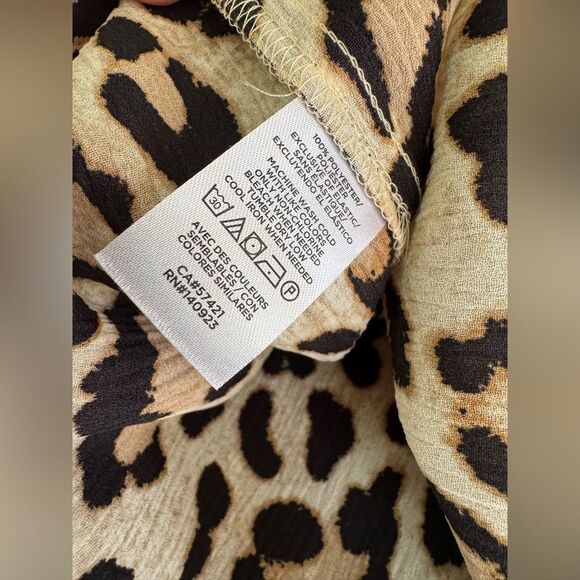 100% POLYESTER/
POLIÉSTER
EXCLUSIVE OF ELASTIC/
SANS ÉLASTIQUE/
EXCLUYENDO EL ELÁSTICO
MACHINE WASH COLD
WITH LIKE COLORS
ONLY NON-CHLORINE
BLEACH WHEN NEEDED
TUMBLE DRY LOW
COOL IRON WHEN NEEDED
30 P
AVEC DES COULEURS
SEMBLABLES / CON
COLORES SIMILARES
CA#57421
RN#140923